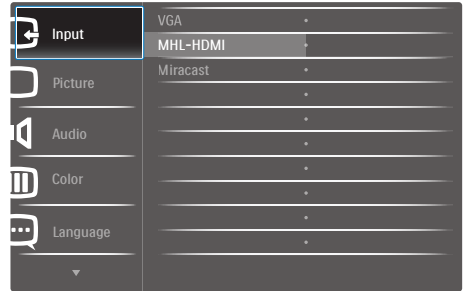 Input
Picture
Audio
Color
Language
VGA
MHL-HDMI
Miracast